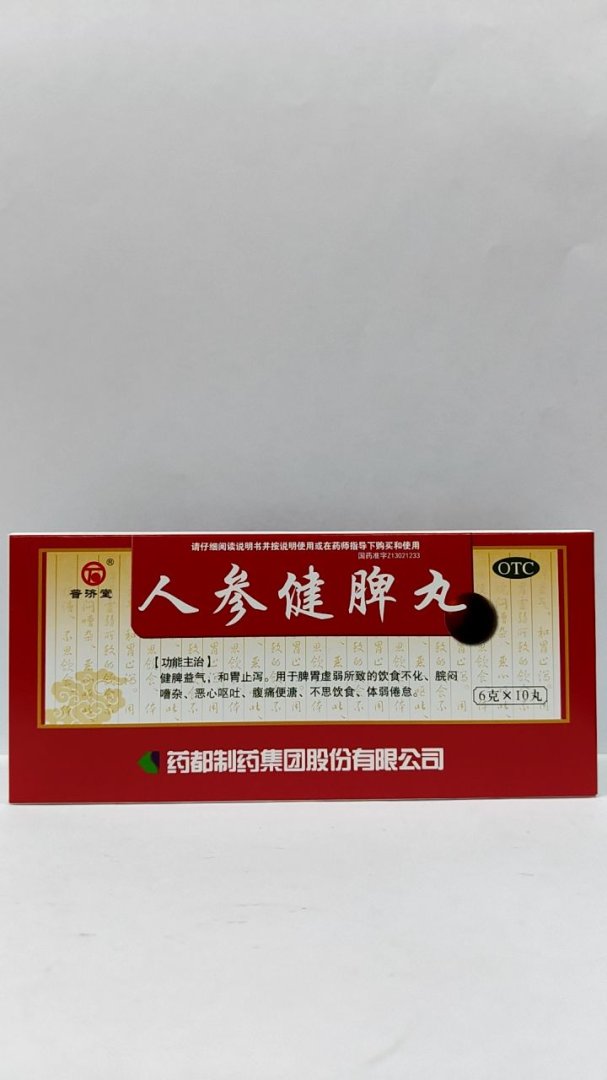 请仔细阅读说明书并按说明使用或在药师指导下购买和使用
国药准字Z13021233
®
普济堂
人参健脾丸
OTC
【功能主治】
健脾益气、和胃止泻。用于脾胃虚弱所致的饮食不化、脘闷
嘈杂、恶心呕吐、腹痛便溏、不思饮食、体弱倦怠。
6克×10丸
药都制药集团股份有限公司